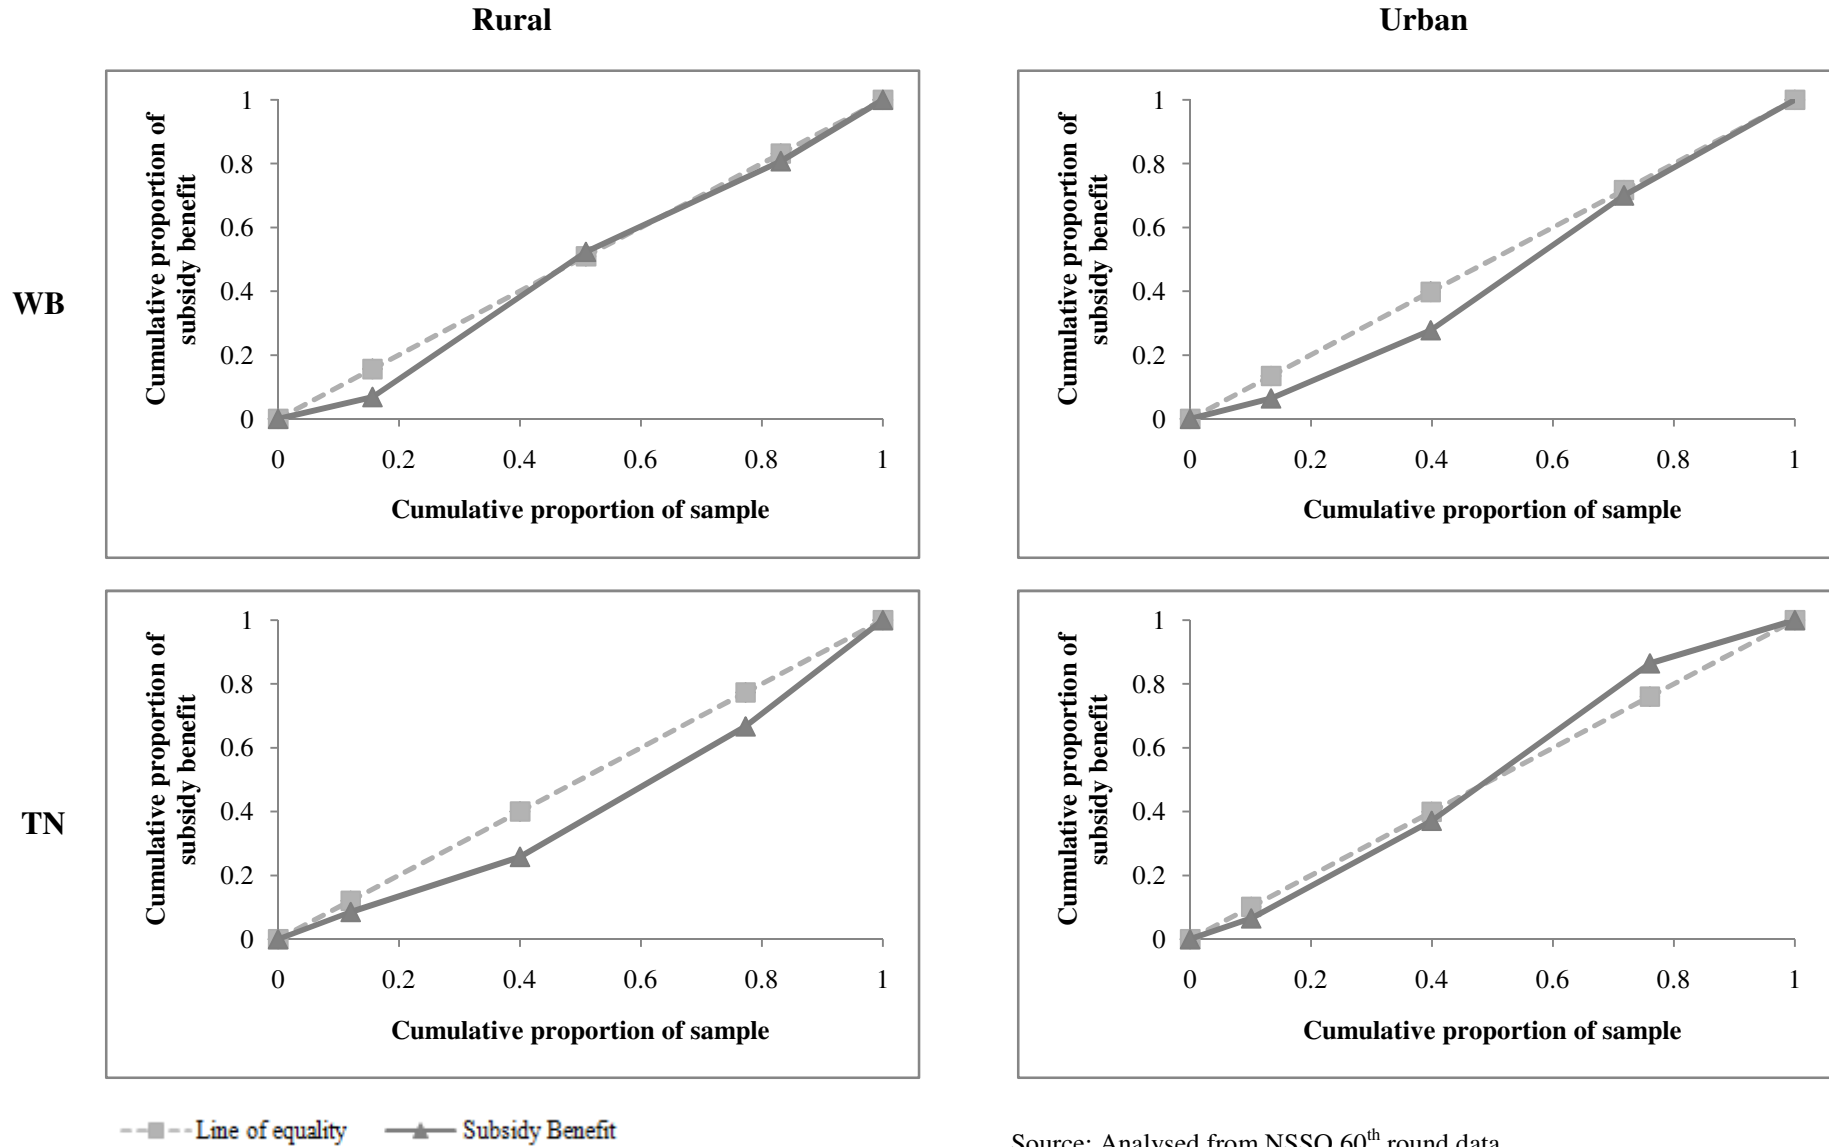 Rural
Urban
WB
Cumulative proportion of
subsidy benefit
1
0.8
0.6
0.4
0.2
0
0 0.2 0.4 0.6 0.8 1
Cumulative proportion of sample
Cumulative proportion of
subsidy benefit
1
0.8
0.6
0.4
0.2
0
0 0.2 0.4 0.6 0.8 1
Cumulative proportion of sample
TN
Cumulative proportion of
subsidy benefit
1
0.8
0.6
0.4
0.2
0
0 0.2 0.4 0.6 0.8 1
Cumulative proportion of sample
Cumulative proportion of
subsidy benefit
1
0.8
0.6
0.4
0.2
0
0 0.2 0.4 0.6 0.8 1
Cumulative proportion of sample
Line of equality Subsidy Benefit
Source: Analysed from NSSO 60th round data